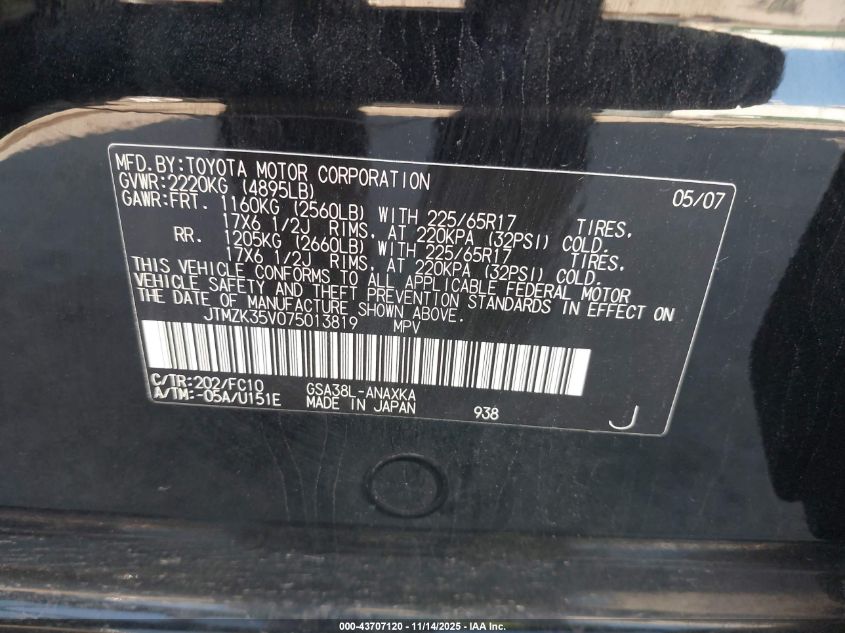 MFD.BY:TOYOTA MOTOR CORPORATION 05/07
GVWR:2220KG (4895LB)
GAWR:FRT. 1160KG (2560LB) WITH 225/65R17 TIRES,
17X6 1/2J RIMS, AT 220KPA (32PSI) COLD.
RR. 1205KG (2660LB) WITH 225/65R17 TIRES,
17X6 1/2J RIMS, AT 220KPA (32PSI) COLD.
THIS VEHICLE CONFORMS TO ALL APPLICABLE FEDERAL MOTOR
VEHICLE SAFETY AND THEFT PREVENTION STANDARDS IN EFFECT ON
THE DATE OF MANUFACTURE SHOWN ABOVE.
JTMZK35V075013819 MPV
C/TR:202/FC10 GSA38L-ANAXKA
A/TM:-05A/U151E MADE IN JAPAN 938 J
000-43707120 - 11/14/2025 - IAA Inc.